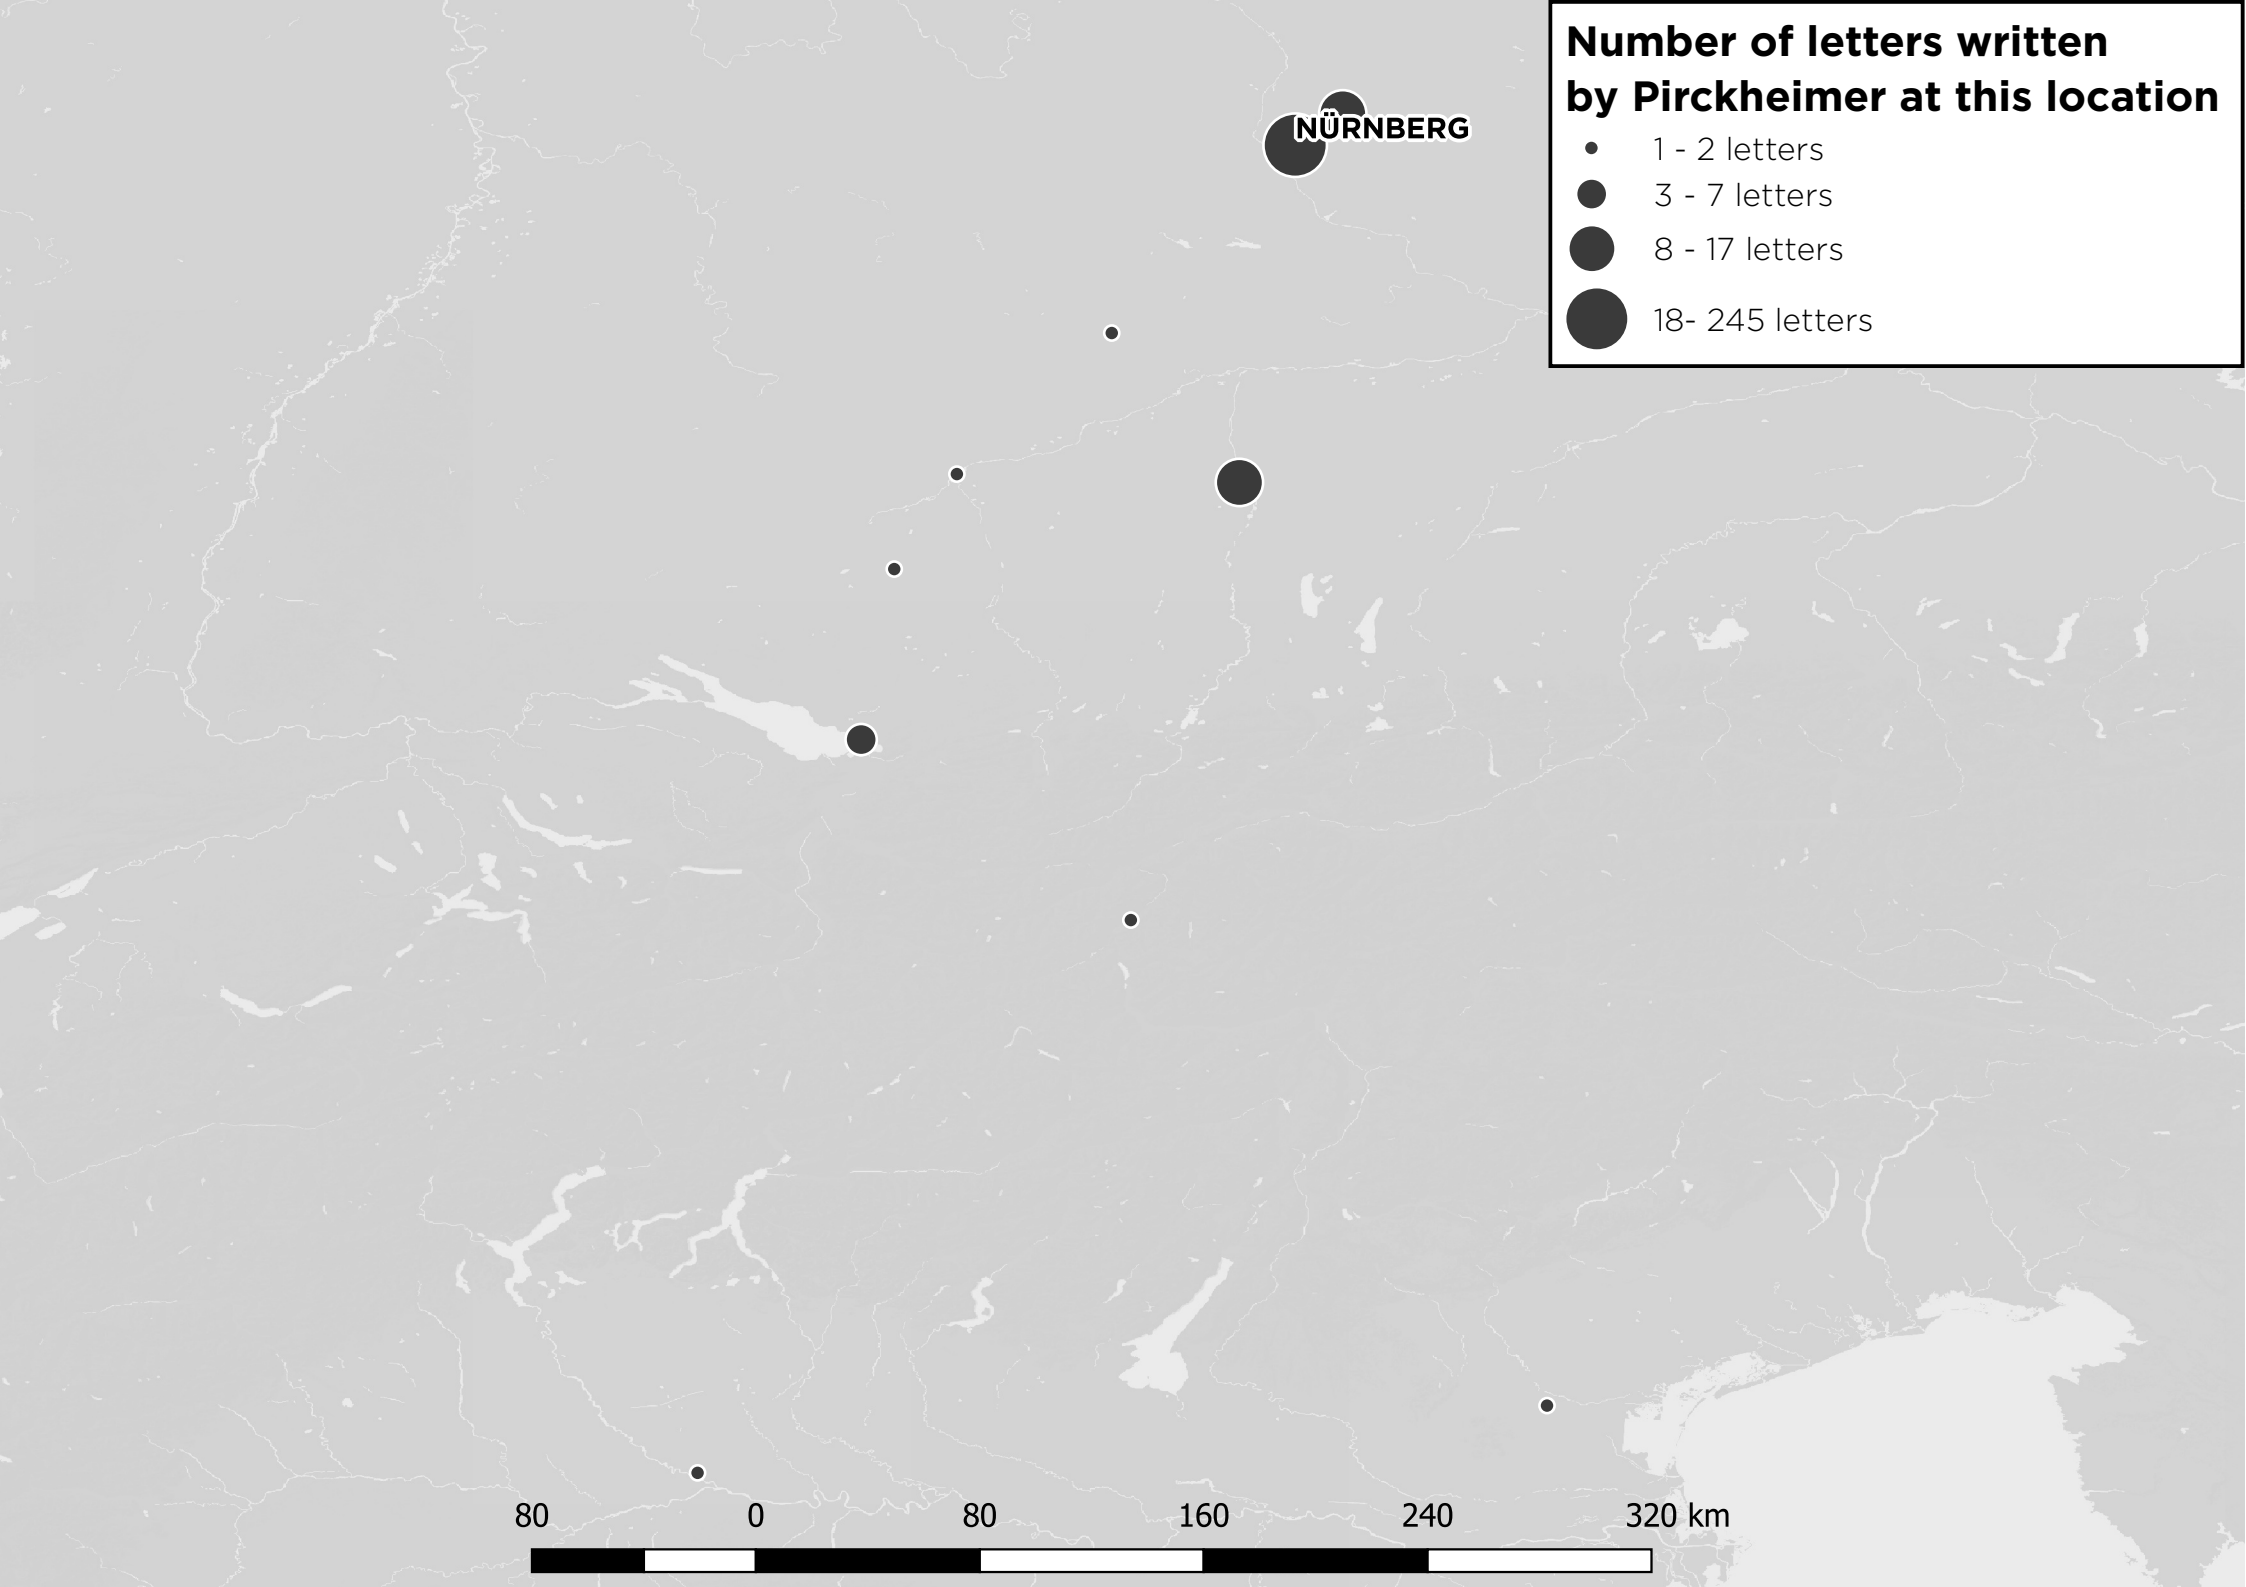 Number of letters written
by Pirckheimer at this location
1 - 2 letters
3 - 7 letters
8 - 17 letters
18- 245 letters
NÜRNBERG
80 0 80 160 240 320 km